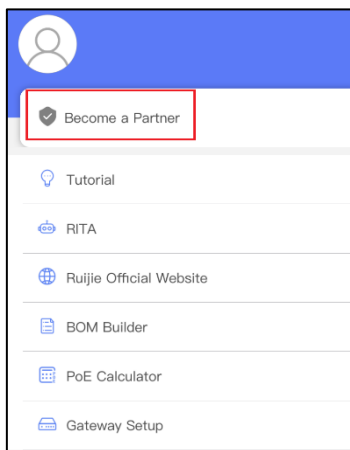 Become a Partner
Tutorial
RITA
Ruijie Official Website
BOM Builder
PoE Calculator
Gateway Setup